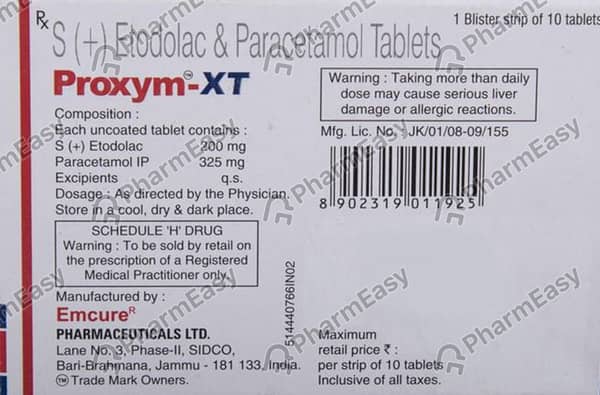 Rx
1 Blister strip of 10 tablets
S (+) Etodolac & Paracetamol Tablets
Proxym™-XT
Composition :
Each uncoated tablet contains :
S (+) Etodolac 200 mg
Paracetamol IP 325 mg
Excipients q.s.
Dosage : As directed by the Physician.
Store in a cool, dry & dark place.
SCHEDULE 'H' DRUG
Warning : To be sold by retail on
the prescription of a Registered
Medical Practitioner only.
Manufactured by :
Emcure R
PHARMACEUTICALS LTD.
Lane No. 3, Phase-II, SIDCO,
Bari-Brahmana, Jammu - 181 133, India.
TM Trade Mark Owners.
514440766IN02
Warning : Taking more than daily
dose may cause serious liver
damage or allergic reactions.
Mfg. Lic. No. : JK/01/08-09/155
8 902319 011925
Maximum
retail price ₹ :
per strip of 10 tablets
Inclusive of all taxes.
PharmEasy